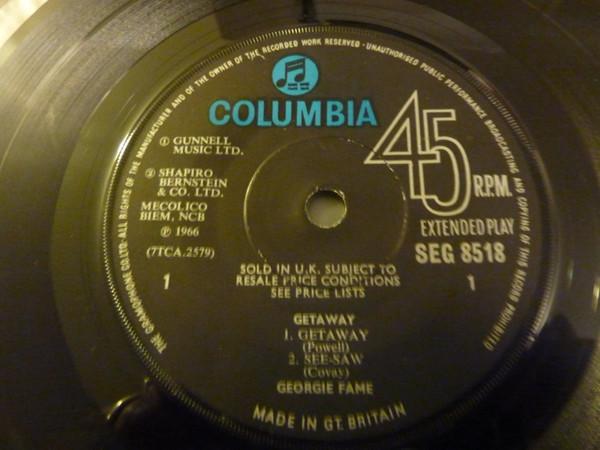 THE GRAMOPHONE CO. LTD. · ALL RIGHTS OF THE MANUFACTURER AND OF THE OWNER OF THE RECORDED WORK RESERVED · UNAUTHORISED PUBLIC PERFORMANCE BROADCASTING AND COPYING OF THIS RECORD PROHIBITED
COLUMBIA
① GUNNELL
MUSIC LTD.
② SHAPIRO
BERNSTEIN
& CO. LTD.
MECOLICO
BIEM, NCB
Ⓟ 1966
(7TCA.2579)
1
45
R.P.M.
EXTENDED PLAY
SEG 8518
1
SOLD IN U.K. SUBJECT TO
RESALE PRICE CONDITIONS
SEE PRICE LISTS
GETAWAY
1. GETAWAY
(Powell)
2. SEE-SAW
(Covay)
GEORGIE FAME
MADE IN GT. BRITAIN